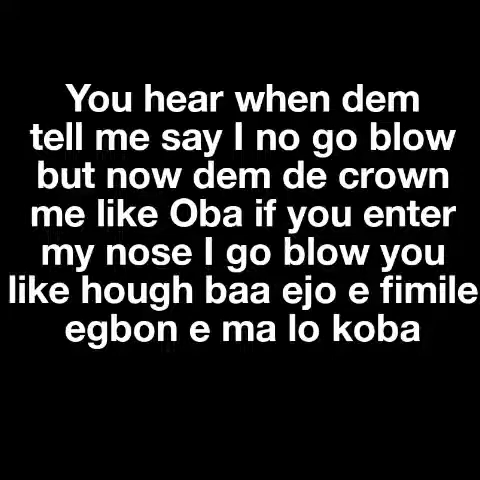 You hear when dem
tell me say I no go blow
but now dem de crown
me like Oba if you enter
my nose I go blow you
like hough baa ejo e fimile
egbon e ma lo koba